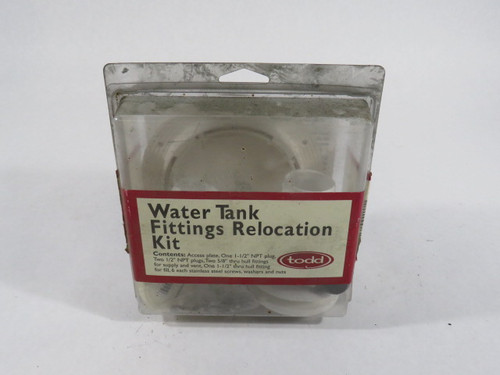 Water Tank
Fittings Relocation
Kit
Contents: Access plate, One 1-1/2" NPT plug,
Two 1/2" NPT plugs, Two 5/8" thru hull fittings
for supply and vent, One 1-1/2" thru hull fitting
for fill, 6 each stainless steel screws, washers and nuts
todd